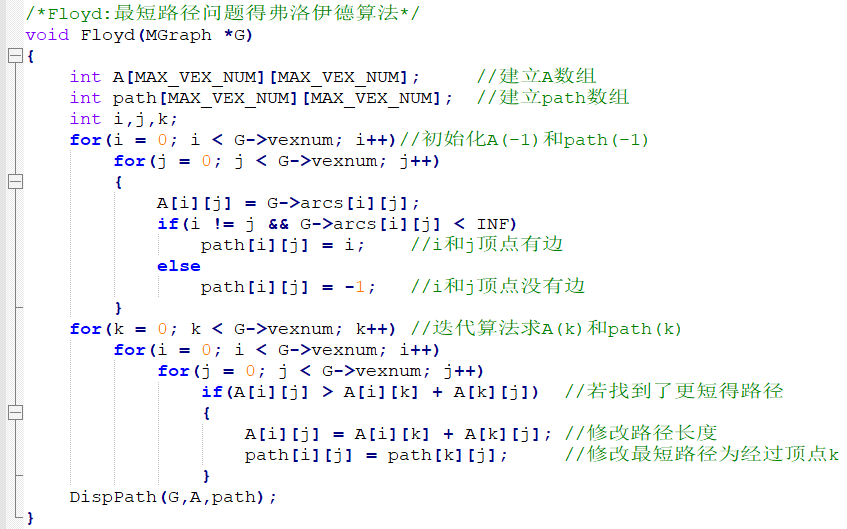 /*Floyd:最短路径问题得弗洛伊德算法*/
void Floyd(MGraph *G)
{
    int A[MAX_VEX_NUM][MAX_VEX_NUM];     //建立A数组
    int path[MAX_VEX_NUM][MAX_VEX_NUM];  //建立path数组
    int i,j,k;
    for(i = 0; i < G->vexnum; i++)//初始化A(-1)和path(-1)
        for(j = 0; j < G->vexnum; j++)
        {
            A[i][j] = G->arcs[i][j];
            if(i != j && G->arcs[i][j] < INF)
                path[i][j] = i;    //i和j顶点有边
            else
                path[i][j] = -1;   //i和j顶点没有边
        }
    for(k = 0; k < G->vexnum; k++) //迭代算法求A(k)和path(k)
        for(i = 0; i < G->vexnum; i++)
            for(j = 0; j < G->vexnum; j++)
                if(A[i][j] > A[i][k] + A[k][j])  //若找到了更短得路径
                {
                    A[i][j] = A[i][k] + A[k][j]; //修改路径长度
                    path[i][j] = path[k][j];     //修改最短路径为经过顶点k
                }
    DispPath(G,A,path);
}